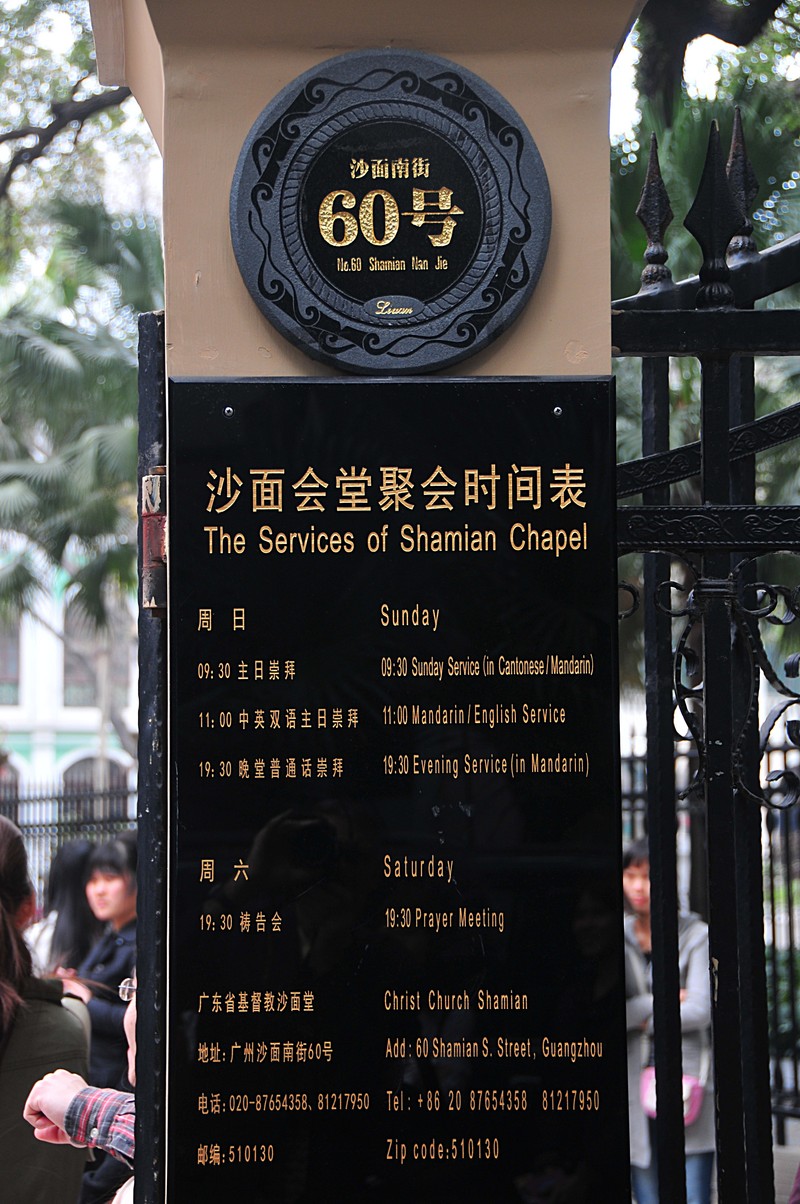 沙面南街
60号
No.60 Shamian Nan Jie
Liwan
沙面会堂聚会时间表
The Services of Shamian Chapel
周日 Sunday
09:30 主日崇拜 09:30 Sunday Service (in Cantonese/Mandarin)
11:00 中英双语主日崇拜 11:00 Mandarin/English Service
19:30 晚堂普通话崇拜 19:30 Evening Service (in Mandarin)
周六 Saturday
19:30 祷告会 19:30 Prayer Meeting
广东省基督教沙面堂 Christ Church Shamian
地址:广州沙面南街60号 Add: 60 Shamian S. Street, Guangzhou
电话:020-87654358、81217950 Tel: +86 20 87654358 81217950
邮编:510130 Zip code:510130